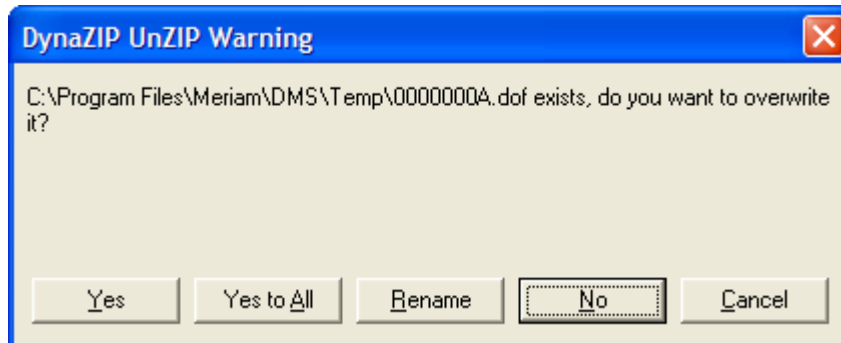 DynaZIP UnZIP Warning
C:\Program Files\Meriam\DMS\Temp\0000000A.dof exists, do you want to overwrite
it?
Yes
Yes to All
Rename
No
Cancel